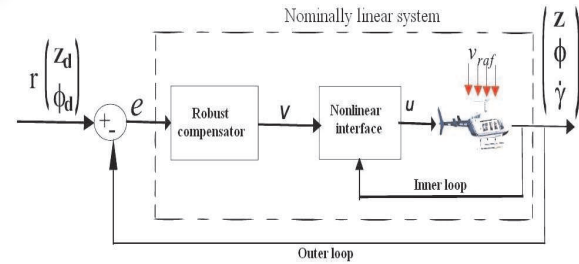 Nominally linear system
r ( z_d ϕ_d )
+
-
e
Robust compensator
V
Nonlinear interface
u
v_raf
( z ϕ γ̇ )
Inner loop
Outer loop